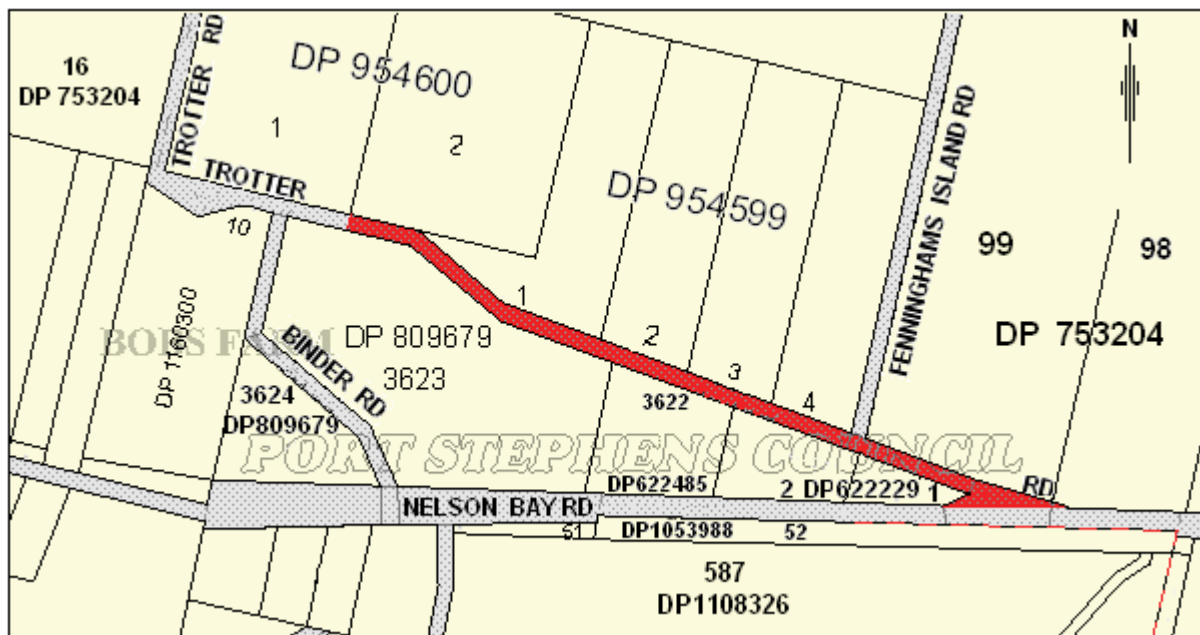 TROTTER RD
N
DP 954600
16
DP 753204
1
2
TROTTER
DP 954599
FENNINGHAMS ISLAND RD
10
99
98
DP 753204
1
BOBS FARM
DP 1160300
BINDER RD
DP 809679
3623
2
3
4
3624
DP809679
3622
PORT STEPHENS COUNCIL
DP622485
2 DP622229 1
RD
NELSON BAY RD
51
DP1053988
52
587
DP1108326